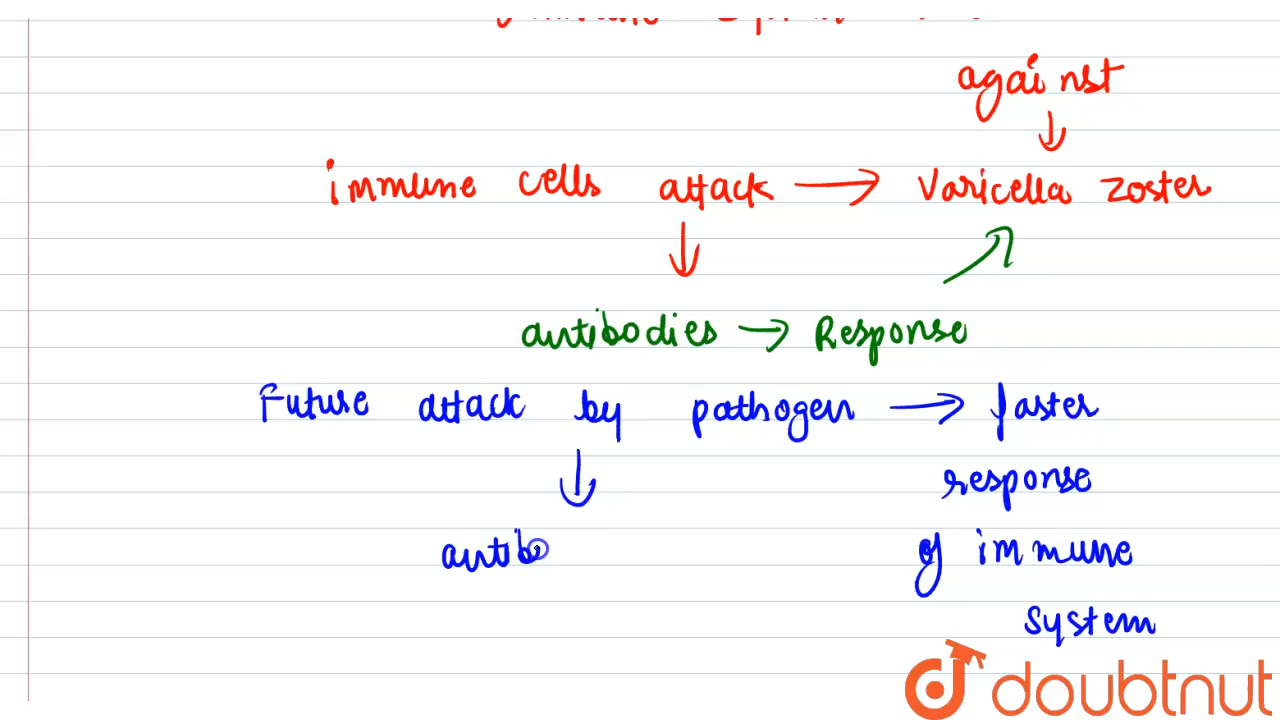 against
immune cells attack → Varicella zoster
antibodies → Response
Future attack by pathogen → faster
response
antib
of immune
system
doubtnut